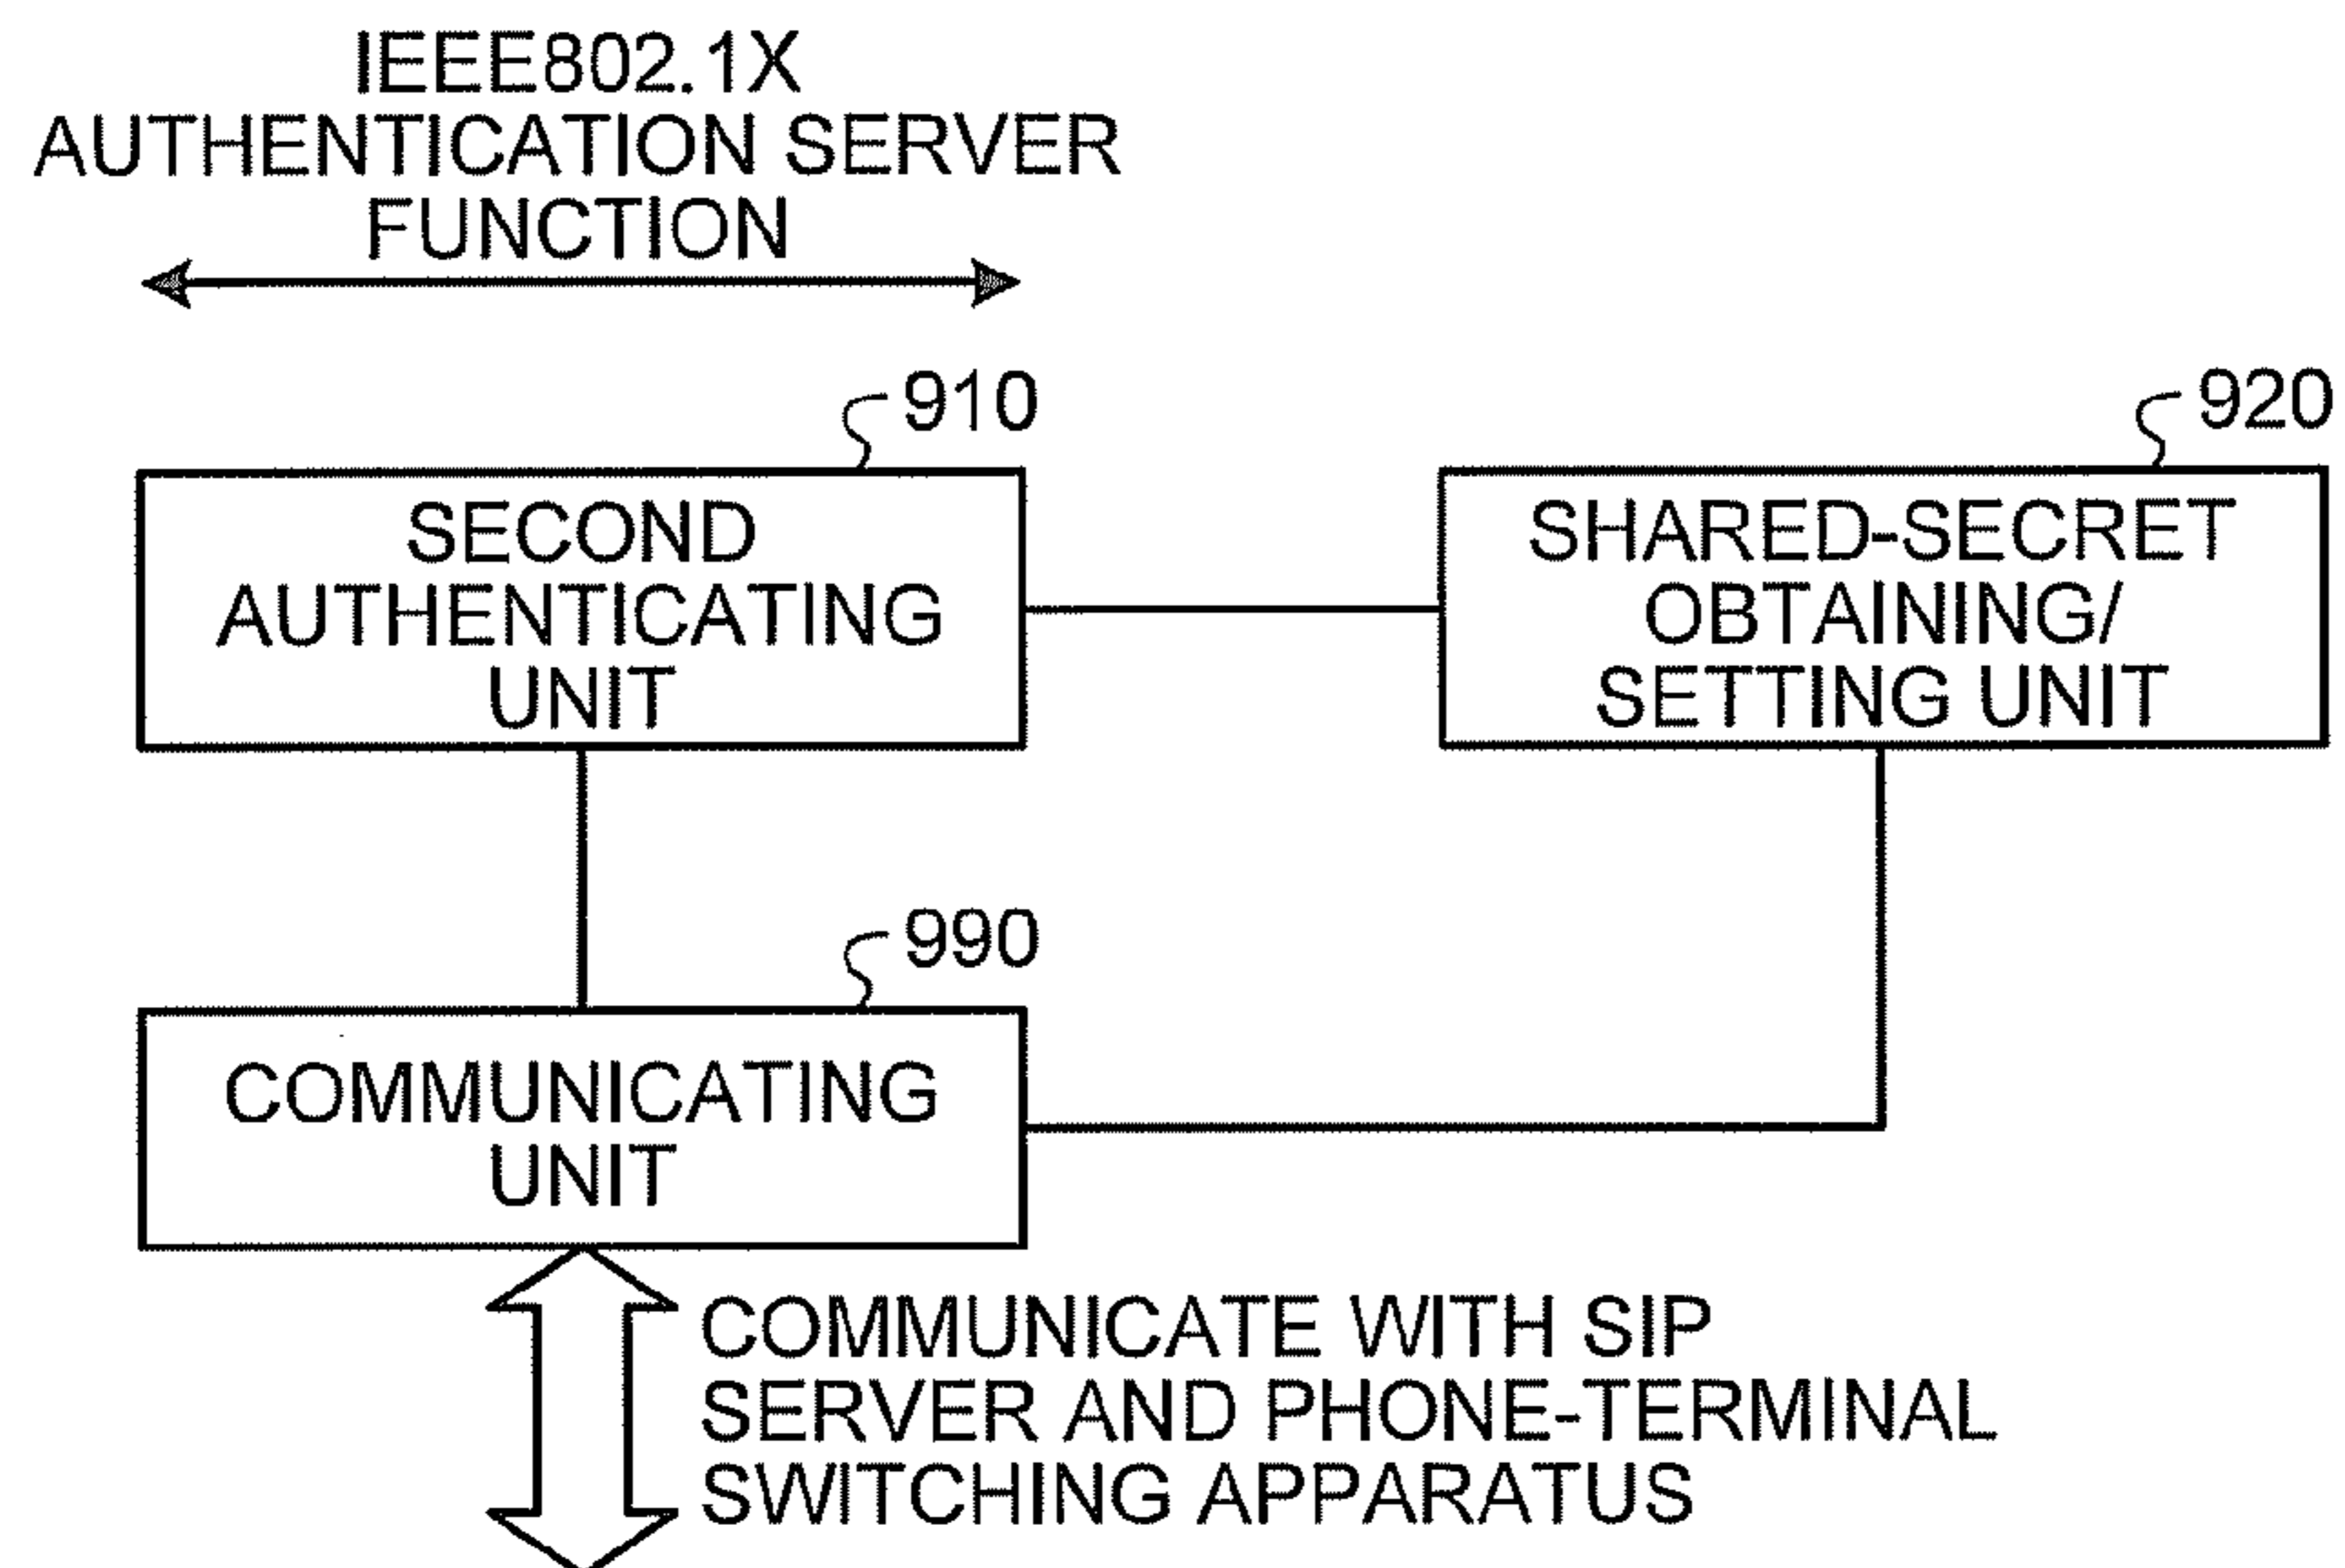 IEEE802.1X
AUTHENTICATION SERVER
FUNCTION
910
920
SECOND
AUTHENTICATING
UNIT
SHARED-SECRET
OBTAINING/
SETTING UNIT
990
COMMUNICATING
UNIT
COMMUNICATE WITH SIP
SERVER AND PHONE-TERMINAL
SWITCHING APPARATUS